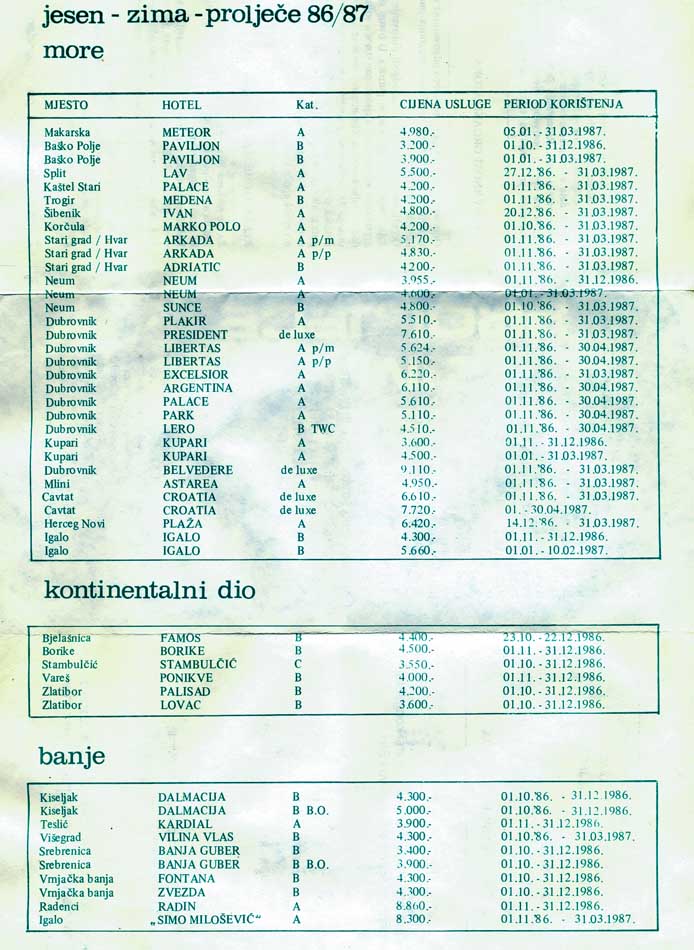 jesen - zima - prolječe 86/87
more
MJESTO HOTEL Kat. CIJENA USLUGE PERIOD KORIŠTENJA
Makarska METEOR A 4.980.- 05.01. - 31.03.1987.
Baško Polje PAVILJON B 3.200.- 01.10. - 31.12.1986.
Baško Polje PAVILJON B 3.900.- 01.01. - 31.03.1987.
Split LAV A 5.500.- 27.12.'86. - 31.03.1987.
Kaštel Stari PALACE A 4.200.- 01.11.'86. - 31.03.1987.
Trogir MEDENA B 4.200.- 01.11.'86. - 31.03.1987.
Šibenik IVAN A 4.800.- 20.12.'86. - 31.03.1987.
Korčula MARKO POLO A 4.200.- 01.10.'86. - 31.03.1987.
Stari grad / Hvar ARKADA A p/m 5.170.- 01.11.'86. - 31.03.1987.
Stari grad / Hvar ARKADA A p/p 4.830.- 01.11.'86. - 31.03.1987.
Stari grad / Hvar ADRIATIC B 4200.- 01.11.'86. - 31.03.1987.
Neum NEUM A 3.955.- 01.11.'86. - 31.12.1986.
Neum NEUM A 4.600.- 04.01. - 31.03.1987.
Neum SUNCE B 4.800.- 01.10.'86. - 31.03.1987.
Dubrovnik PLAKIR A 5.510.- 01.11.'86. - 31.03.1987.
Dubrovnik PRESIDENT de luxe 7.610.- 01.11.'86. - 31.03.1987.
Dubrovnik LIBERTAS A p/m 5.624.- 01.11.'86. - 30.04.1987.
Dubrovnik LIBERTAS A p/p 5.150.- 01.11.'86. - 30.04.1987.
Dubrovnik EXCELSIOR A 6.220.- 01.11.'86. - 31.03.1987.
Dubrovnik ARGENTINA A 6.110.- 01.11.'86. - 30.04.1987.
Dubrovnik PALACE A 5.610.- 01.11.'86. - 30.04.1987.
Dubrovnik PARK A 5.110.- 01.11.'86. - 30.04.1987.
Dubrovnik LERO B TWC 4.510.- 01.11.'86. - 30.04.1987.
Kupari KUPARI A 3.600.- 01.11. - 31.12.1986.
Kupari KUPARI A 4.500.- 01.01. - 31.03.1987.
Dubrovnik BELVEDERE de luxe 9.110.- 01.11.'86. - 31.03.1987.
Mlini ASTAREA A 4.950.- 01.11.'86. - 31.03.1987.
Cavtat CROATIA de luxe 6.610.- 01.11.'86. - 31.03.1987.
Cavtat CROATIA de luxe 7.720.- 01. - 30.04.1987.
Herceg Novi PLAŽA A 6.420.- 14.12.'86. - 31.03.1987.
Igalo IGALO B 4.300.- 01.11. - 31.12.1986.
Igalo IGALO B 5.660.- 01.01. - 10.02.1987.
kontinentalni dio
Bjelašnica FAMOS B 4.400.- 23.10. - 22.12.1986.
Borike BORIKE B 4.500.- 01.11. - 31.12.1986.
Stambulčić STAMBULČIĆ C 3.550.- 01.10. - 31.12.1986.
Vareš PONIKVE B 4.000.- 01.11. - 31.12.1986.
Zlatibor PALISAD B 4.200.- 01.10. - 31.12.1986.
Zlatibor LOVAC B 3.600.- 01.10. - 31.12.1986.
banje
Kiseljak DALMACIJA B 4.300.- 01.10.'86. - 31.12.1986.
Kiseljak DALMACIJA B B.O. 5.000.- 01.10.'86. - 31.12.1986.
Teslić KARDIAL A 3.900.- 01.11. - 31.12.1986.
Višegrad VILINA VLAS B 4.300.- 01.10.'86. - 31.03.1987.
Srebrenica BANJA GUBER B 3.400.- 01.10. - 31.12.1986.
Srebrenica BANJA GUBER B B.O. 3.900.- 01.10. - 31.12.1986.
Vrnjačka banja FONTANA B 4.300.- 01.10. - 31.12.1986.
Vrnjačka banja ZVEZDA B 4.300.- 01.10. - 31.12.1986.
Radenci RADIN A 8.860.- 01.11. - 31.12.1986.
Igalo „SIMO MILOŠEVIĆ" A 8.300.- 01.11.'86. - 31.03.1987.